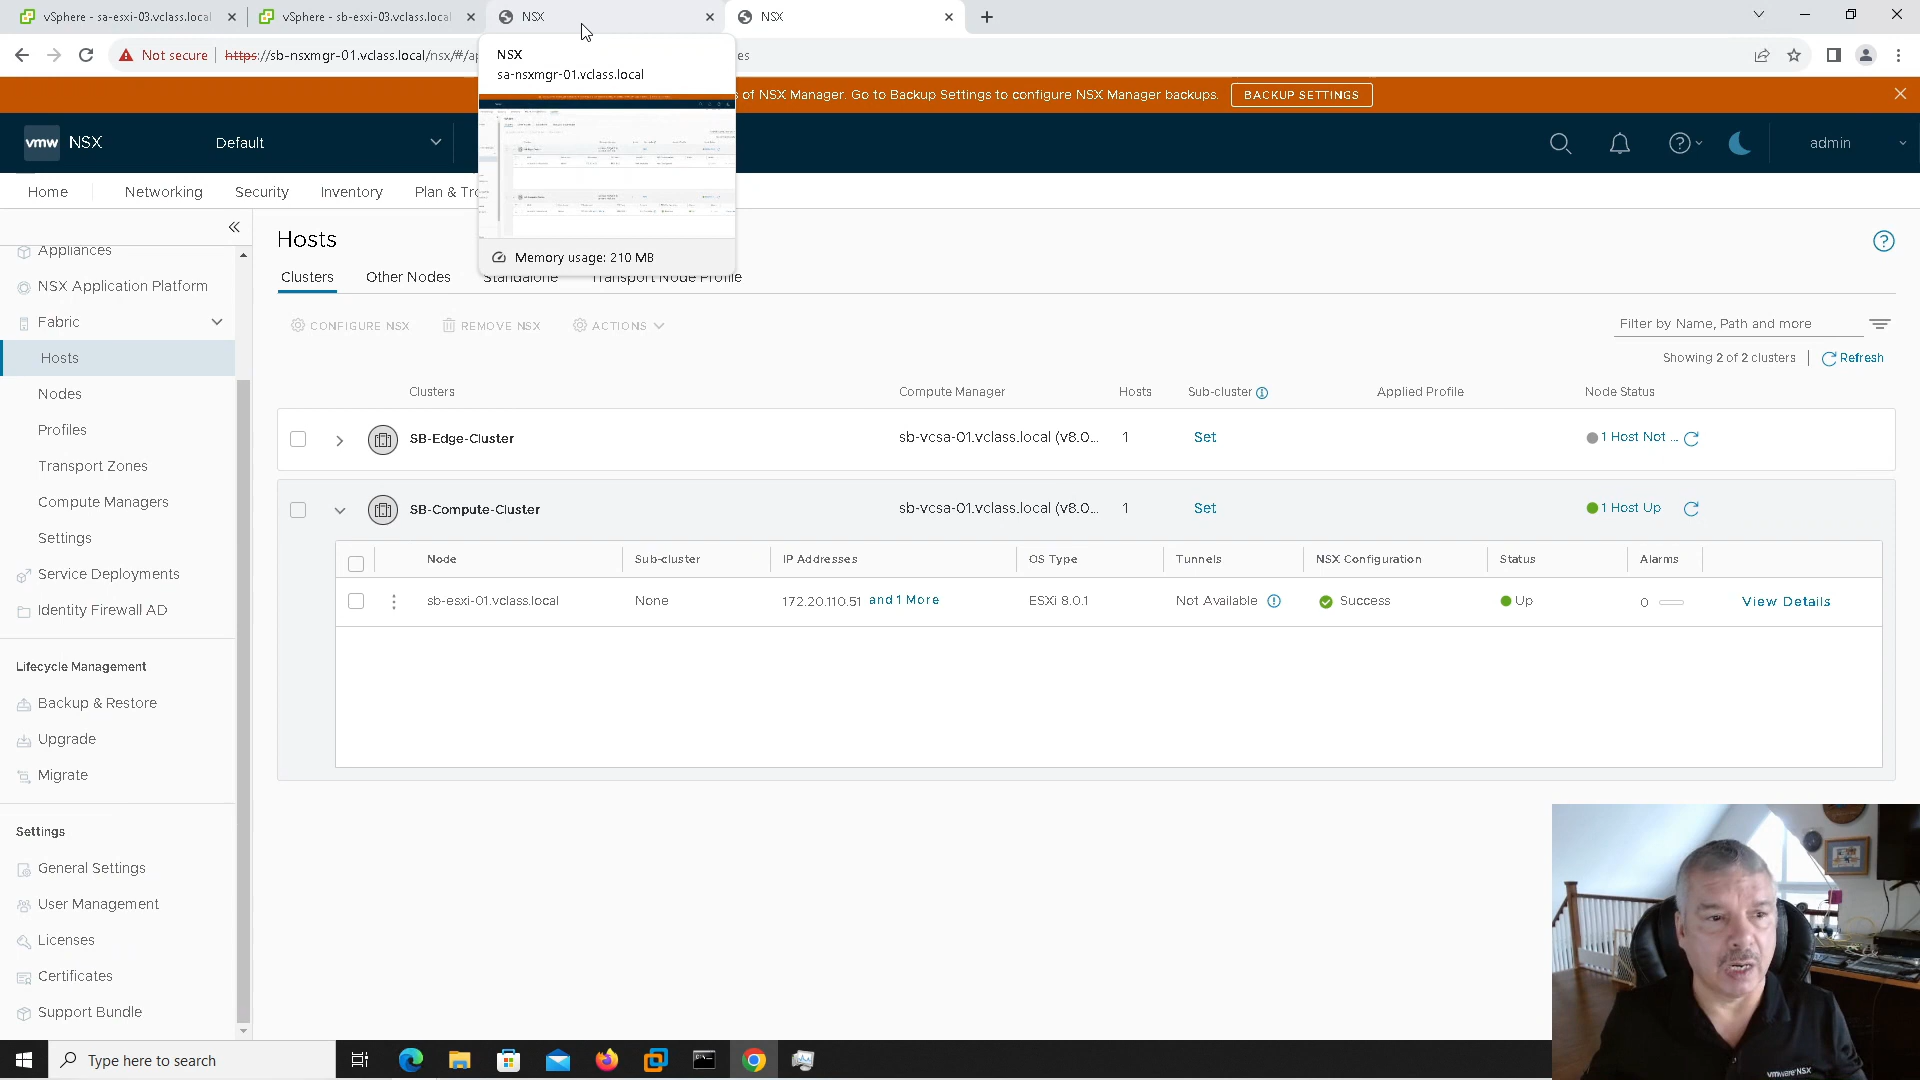 vSphere - sa-esxi-03.vclass.local
vSphere - sb-esxi-03.vclass.local
NSX
NSX
Not secure
https://sb-nsxmgr-01.vclass.local/nsx/#/ap
es
NSX
sa-nsxmgr-01.vclass.local
Memory usage: 210 MB
of NSX Manager. Go to Backup Settings to configure NSX Manager backups.
BACKUP SETTINGS
vmw NSX
Default
admin
Home
Networking
Security
Inventory
Plan & Tro
Appliances
NSX Application Platform
Fabric
Hosts
Nodes
Profiles
Transport Zones
Compute Managers
Settings
Service Deployments
Identity Firewall AD
Lifecycle Management
Backup & Restore
Upgrade
Migrate
Settings
General Settings
User Management
Licenses
Certificates
Support Bundle
Hosts
Clusters
Other Nodes
Standalone
Transport Node Profile
CONFIGURE NSX
REMOVE NSX
ACTIONS
Filter by Name, Path and more
Showing 2 of 2 clusters
Refresh
Clusters
Compute Manager
Hosts
Sub-cluster
Applied Profile
Node Status
SB-Edge-Cluster
sb-vcsa-01.vclass.local (v8.0...
1
Set
1 Host Not ...
SB-Compute-Cluster
sb-vcsa-01.vclass.local (v8.0...
1
Set
1 Host Up
Node
Sub-cluster
IP Addresses
OS Type
Tunnels
NSX Configuration
Status
Alarms
sb-esxi-01.vclass.local
None
172.20.110.51 and 1 More
ESXi 8.0.1
Not Available
Success
Up
0
View Details
Type here to search
vmware NSX